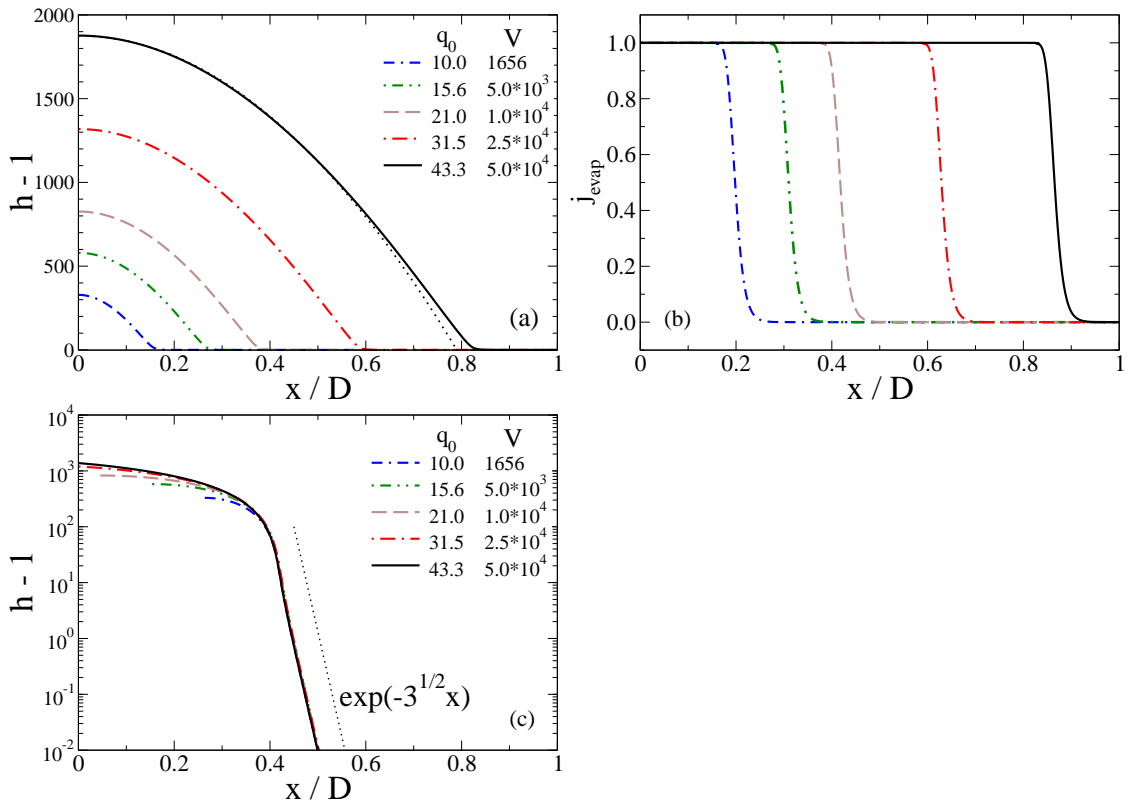 q0 V
10.0 1656
15.6 5.0*10^3
21.0 1.0*10^4
31.5 2.5*10^4
43.3 5.0*10^4
2000
1500
1000
500
0
h - 1
(a)
0 0.2 0.4 0.6 0.8 1
x / D
1.0
0.8
0.6
0.4
0.2
0.0
j_evap
(b)
0 0.2 0.4 0.6 0.8 1
x / D
q0 V
10.0 1656
15.6 5.0*10^3
21.0 1.0*10^4
31.5 2.5*10^4
43.3 5.0*10^4
10^4
10^3
10^2
10^1
10^0
10^-1
10^-2
h - 1
exp(-3^1/2 x)
(c)
0 0.2 0.4 0.6 0.8 1
x / D